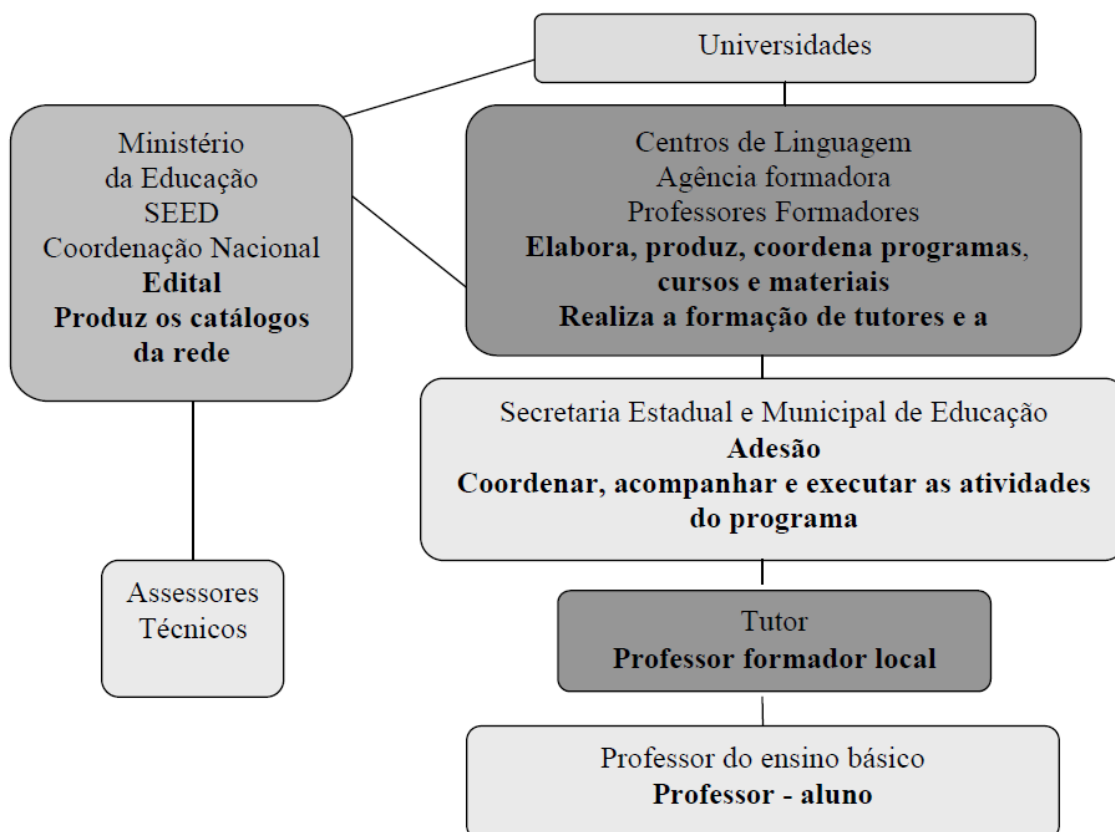 Universidades
Ministério
da Educação
SEED
Coordenação Nacional
Edital
Produz os catálogos
da rede
Centros de Linguagem
Agência formadora
Professores Formadores
Elabora, produz, coordena programas,
cursos e materiais
Realiza a formação de tutores e a
Secretaria Estadual e Municipal de Educação
Adesão
Coordenar, acompanhar e executar as atividades
do programa
Assessores
Técnicos
Tutor
Professor formador local
Professor do ensino básico
Professor - aluno